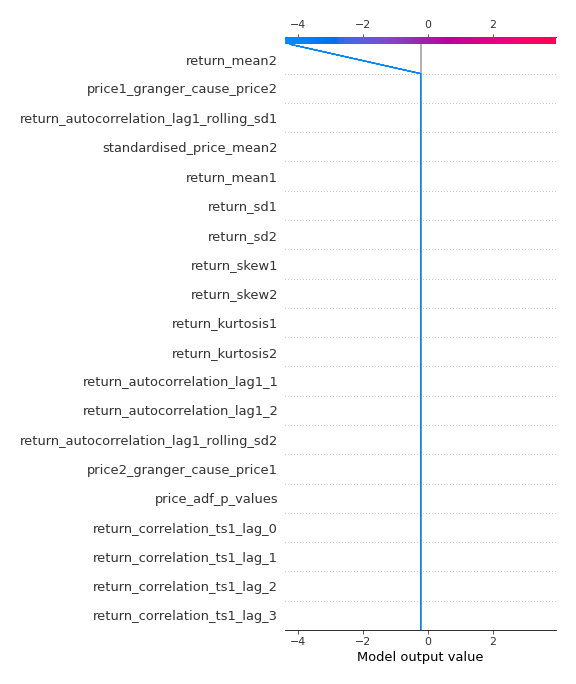 −4 −2 0 2
return_mean2
price1_granger_cause_price2
return_autocorrelation_lag1_rolling_sd1
standardised_price_mean2
return_mean1
return_sd1
return_sd2
return_skew1
return_skew2
return_kurtosis1
return_kurtosis2
return_autocorrelation_lag1_1
return_autocorrelation_lag1_2
return_autocorrelation_lag1_rolling_sd2
price2_granger_cause_price1
price_adf_p_values
return_correlation_ts1_lag_0
return_correlation_ts1_lag_1
return_correlation_ts1_lag_2
return_correlation_ts1_lag_3
−4 −2 0 2
Model output value